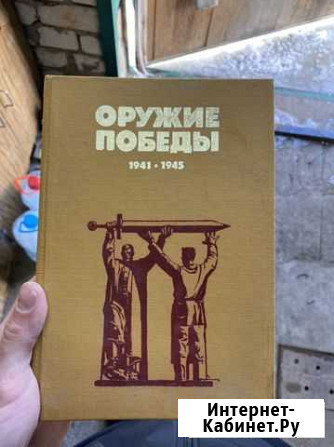 ОРУЖИЕ
ПОБЕДЫ
1941 • 1945
Интернет-
Кабинет.Ру